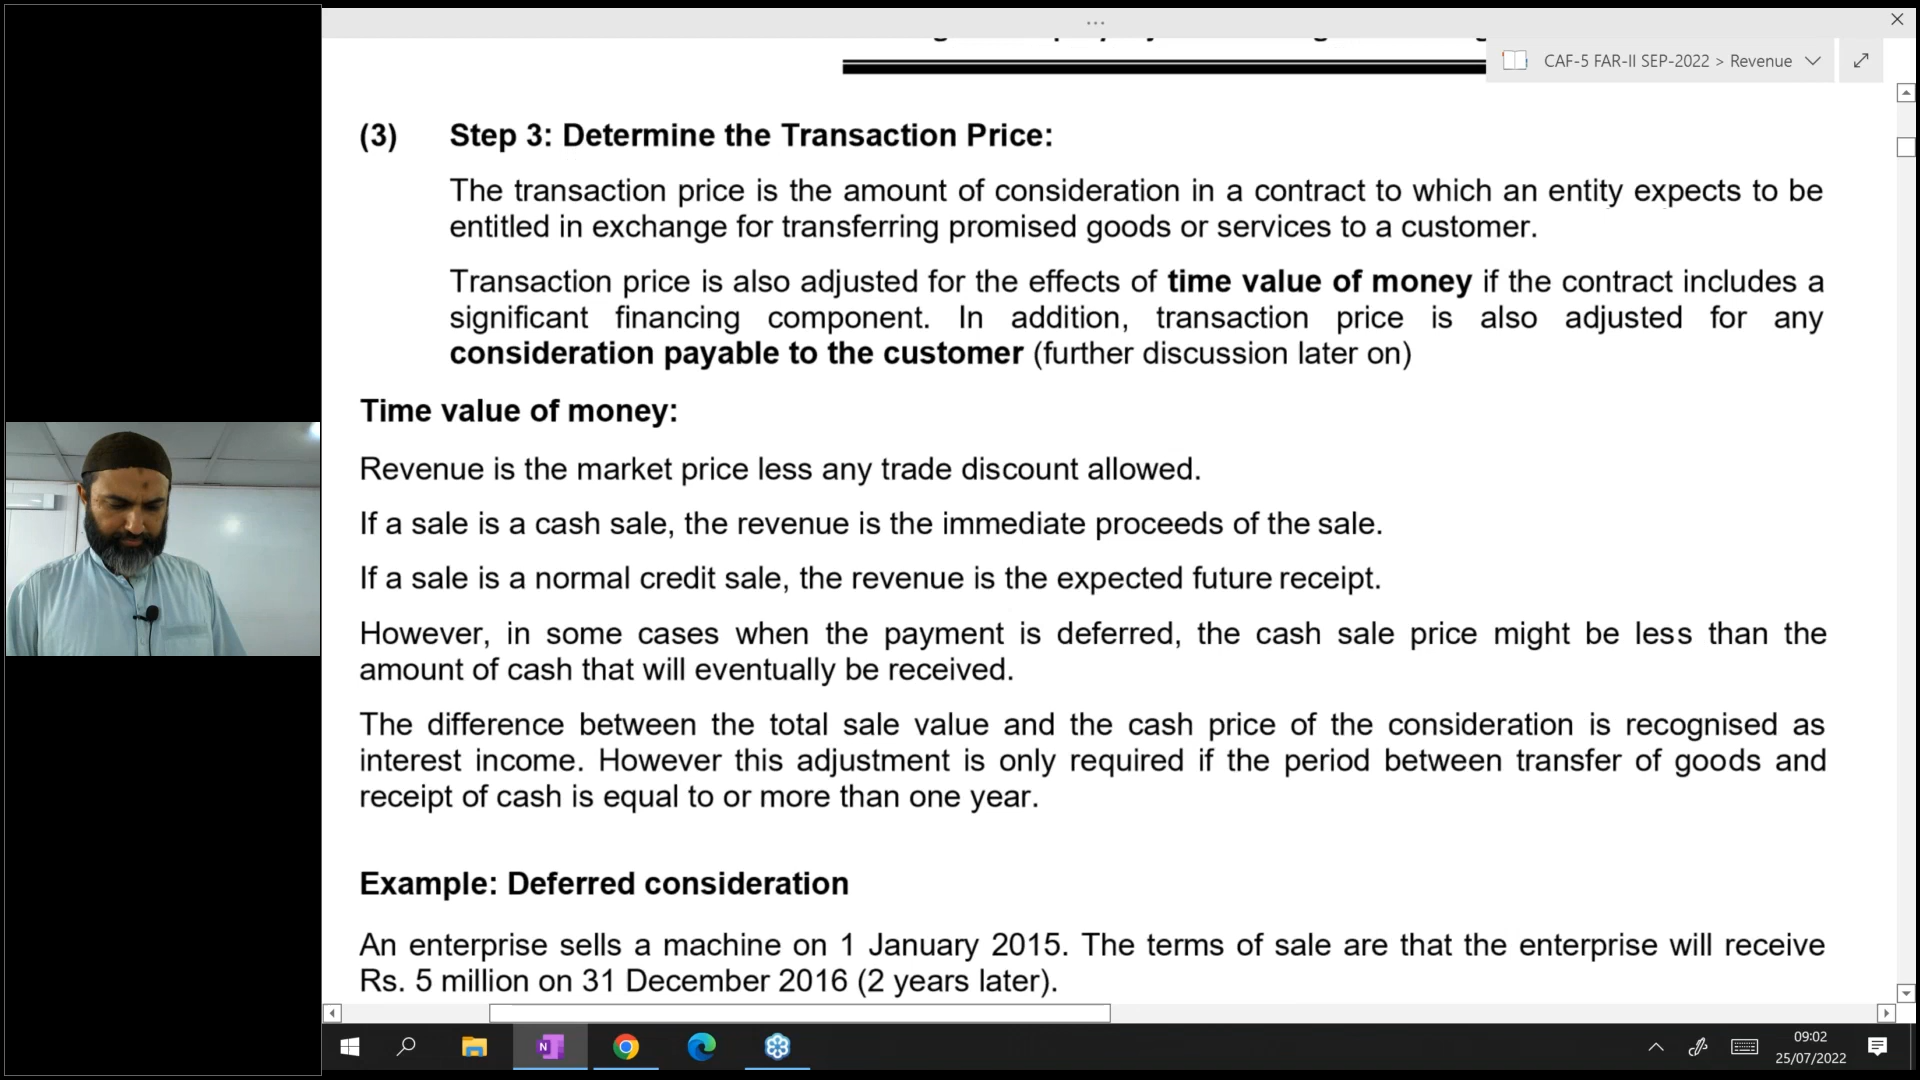 CAF-5 FAR-II SEP-2022 > Revenue
(3) Step 3: Determine the Transaction Price:
The transaction price is the amount of consideration in a contract to which an entity expects to be
entitled in exchange for transferring promised goods or services to a customer.
Transaction price is also adjusted for the effects of time value of money if the contract includes a
significant financing component. In addition, transaction price is also adjusted for any
consideration payable to the customer (further discussion later on)
Time value of money:
Revenue is the market price less any trade discount allowed.
If a sale is a cash sale, the revenue is the immediate proceeds of the sale.
If a sale is a normal credit sale, the revenue is the expected future receipt.
However, in some cases when the payment is deferred, the cash sale price might be less than the
amount of cash that will eventually be received.
The difference between the total sale value and the cash price of the consideration is recognised as
interest income. However this adjustment is only required if the period between transfer of goods and
receipt of cash is equal to or more than one year.
Example: Deferred consideration
An enterprise sells a machine on 1 January 2015. The terms of sale are that the enterprise will receive
Rs. 5 million on 31 December 2016 (2 years later).
N
09:02
25/07/2022